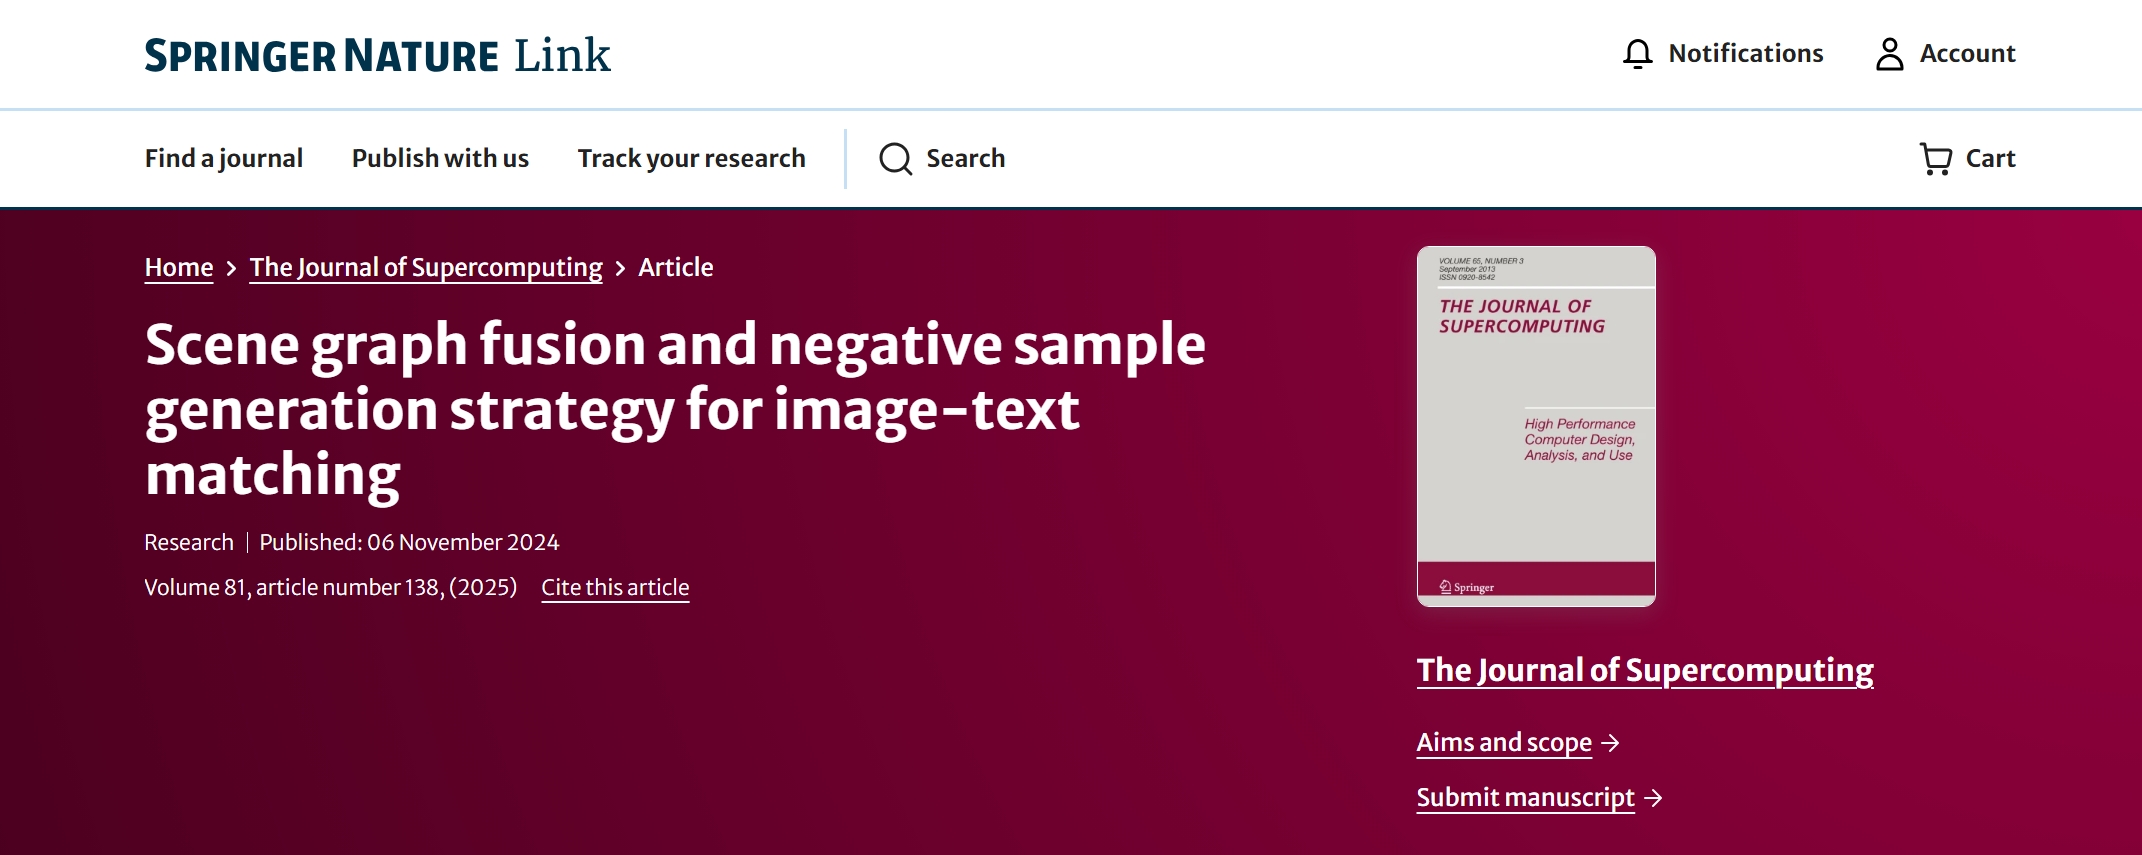 SPRINGER NATURE Link
Notifications
Account
Find a journal
Publish with us
Track your research
Search
Cart
Home > The Journal of Supercomputing > Article
Scene graph fusion and negative sample
generation strategy for image–text
matching
Research | Published: 06 November 2024
Volume 81, article number 138, (2025) Cite this article
VOLUME 65, NUMBER 3
September 2013
ISSN 0920-8542
THE JOURNAL OF
SUPERCOMPUTING
High Performance
Computer Design,
Analysis, and Use
Springer
The Journal of Supercomputing
Aims and scope →
Submit manuscript →